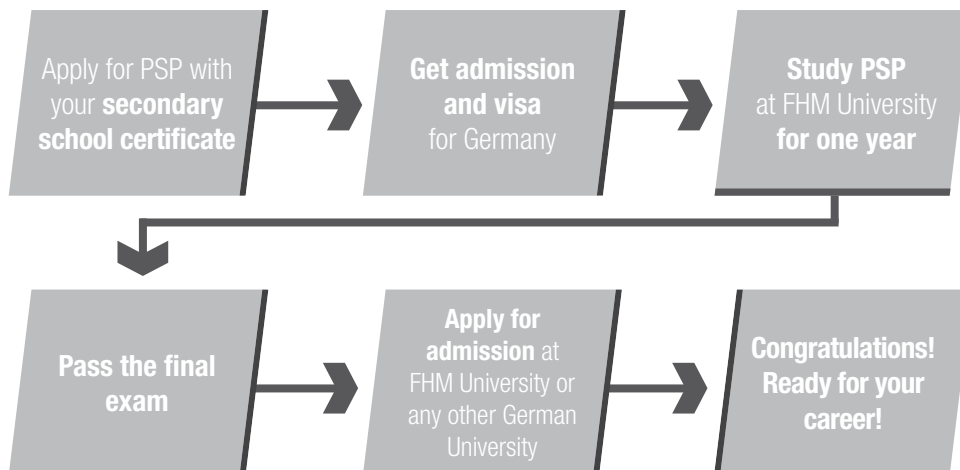 Apply for PSP with
your secondary
school certificate
Get admission
and visa
for Germany
Study PSP
at FHM University
for one year
Pass the final
exam
Apply for
admission at
FHM University or
any other German
University
Congratulations!
Ready for your
career!